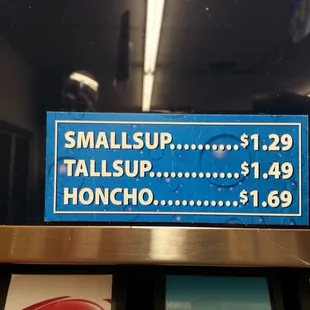 SMALLSUP..........$1.29
TALLSUP.............$1.49
HONCHO............$1.69